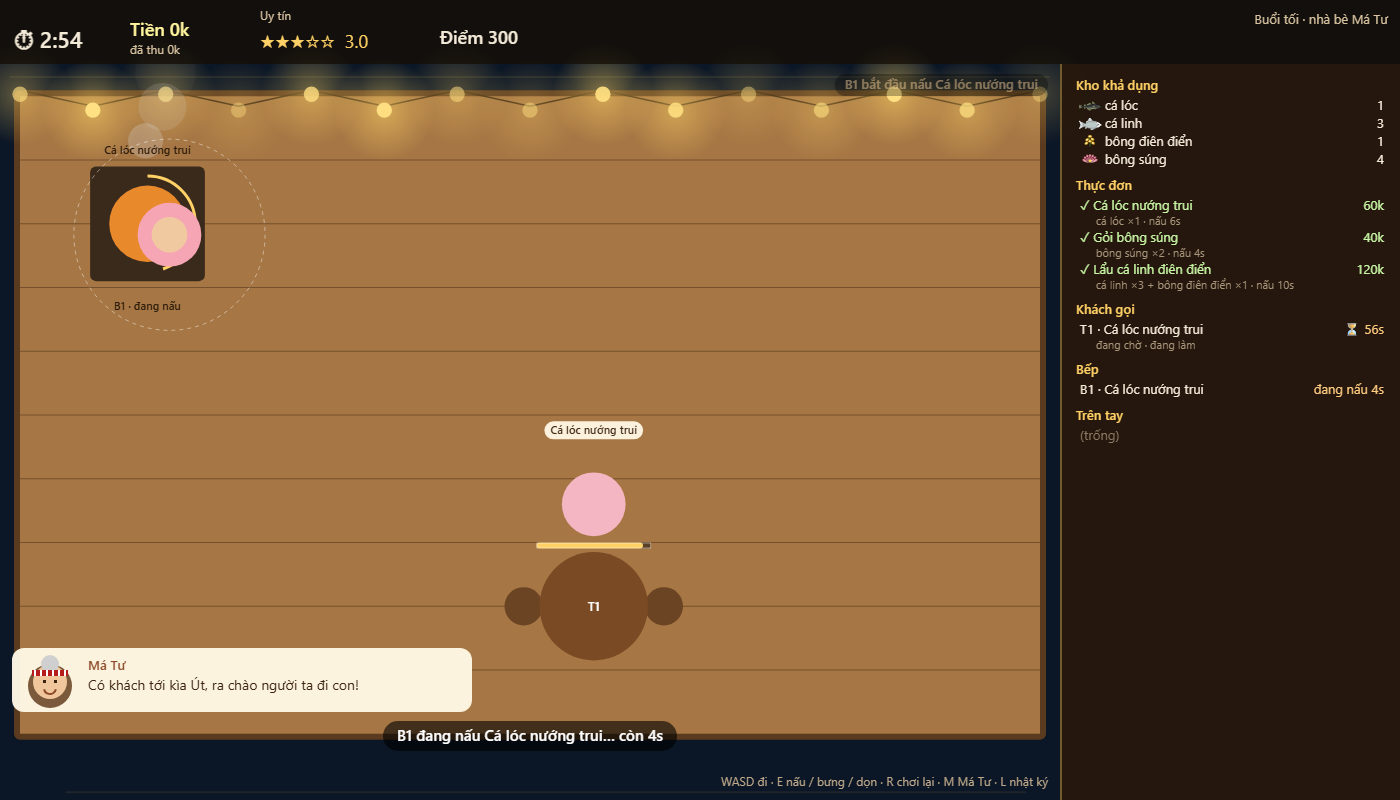 ⏱ 2:54
Tiền 0k
đã thu 0k
Uy tín
★★★☆☆ 3.0
Điểm 300
Buổi tối · nhà bè Má Tư
B1 bắt đầu nấu Cá lóc nướng trui
Cá lóc nướng trui
B1 · đang nấu
Cá lóc nướng trui
T1
Má Tư
Có khách tới kìa Út, ra chào người ta đi con!
B1 đang nấu Cá lóc nướng trui... còn 4s
WASD đi · E nấu / bưng / dọn · R chơi lại · M Má Tư · L nhật ký
Kho khả dụng
cá lóc 1
cá linh 3
bông điên điển 1
bông súng 4
Thực đơn
✓ Cá lóc nướng trui 60k
cá lóc ×1 · nấu 6s
✓ Gỏi bông súng 40k
bông súng ×2 · nấu 4s
✓ Lẩu cá linh điên điển 120k
cá linh ×3 + bông điên điển ×1 · nấu 10s
Khách gọi
T1 · Cá lóc nướng trui ⏳ 56s
đang chờ · đang làm
Bếp
B1 · Cá lóc nướng trui đang nấu 4s
Trên tay
(trống)